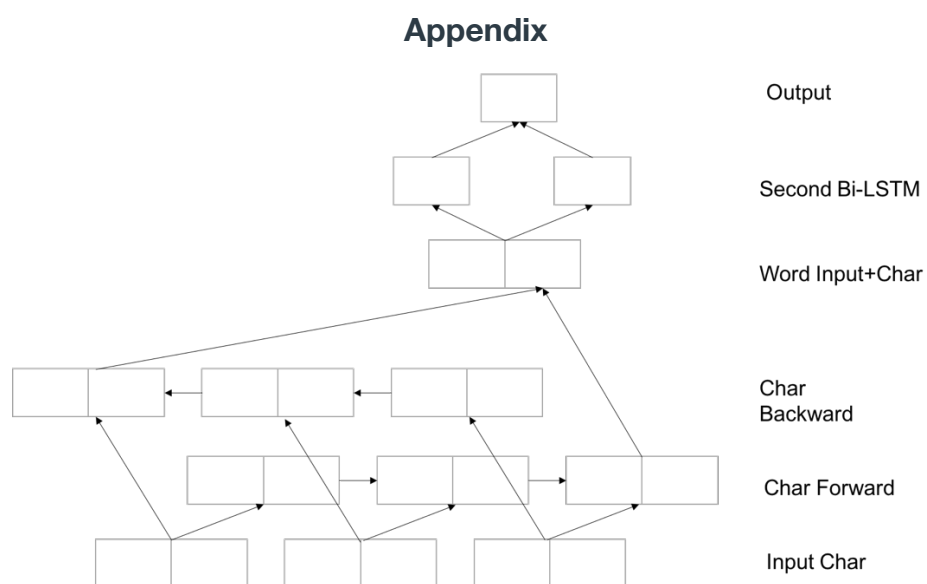 Appendix
Output
Second Bi-LSTM
Word Input+Char
Char
Backward
Char Forward
Input Char